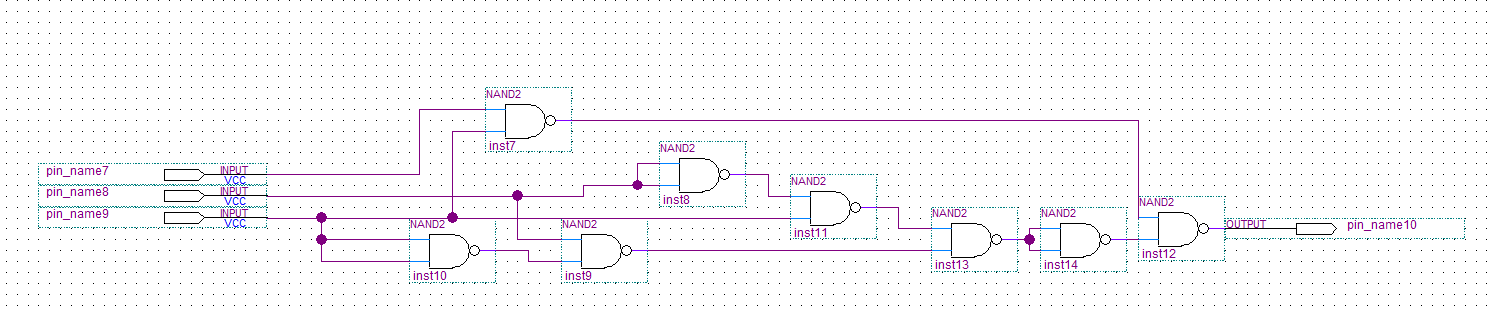 NAND2
inst7
NAND2
inst8
pin_name7 INPUT
VCC
pin_name8 INPUT
VCC
pin_name9 INPUT
VCC
NAND2
inst11
NAND2
inst10
NAND2
inst9
NAND2
inst13
NAND2
inst14
NAND2
inst12
OUTPUT pin_name10